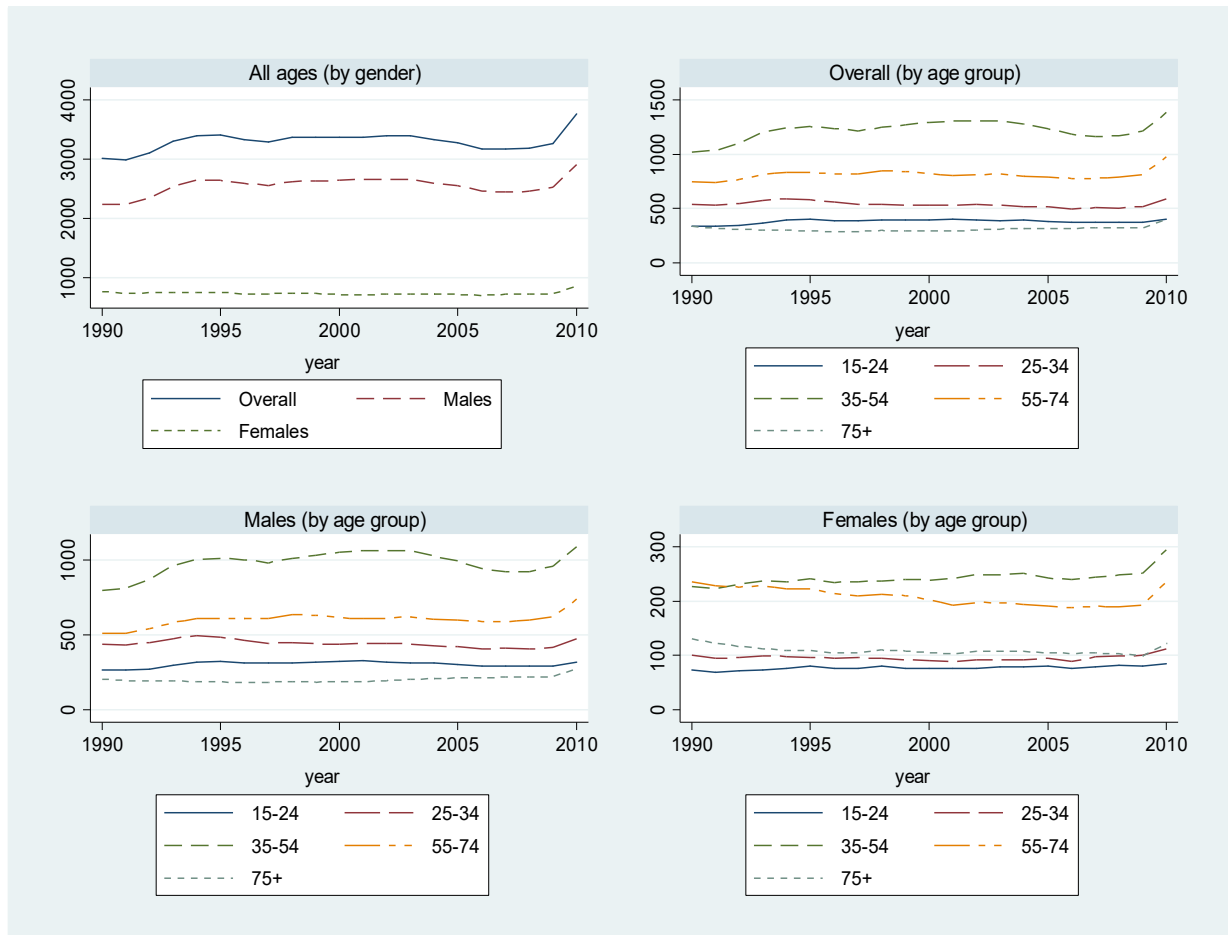 All ages (by gender)
4000
3000
2000
1000
1990 1995 2000 2005 2010
year
Overall Males
Females
Overall (by age group)
1500
1000
500
0
1990 1995 2000 2005 2010
year
15-24 25-34
35-54 55-74
75+
Males (by age group)
1000
500
0
1990 1995 2000 2005 2010
year
15-24 25-34
35-54 55-74
75+
Females (by age group)
300
200
100
0
1990 1995 2000 2005 2010
year
15-24 25-34
35-54 55-74
75+